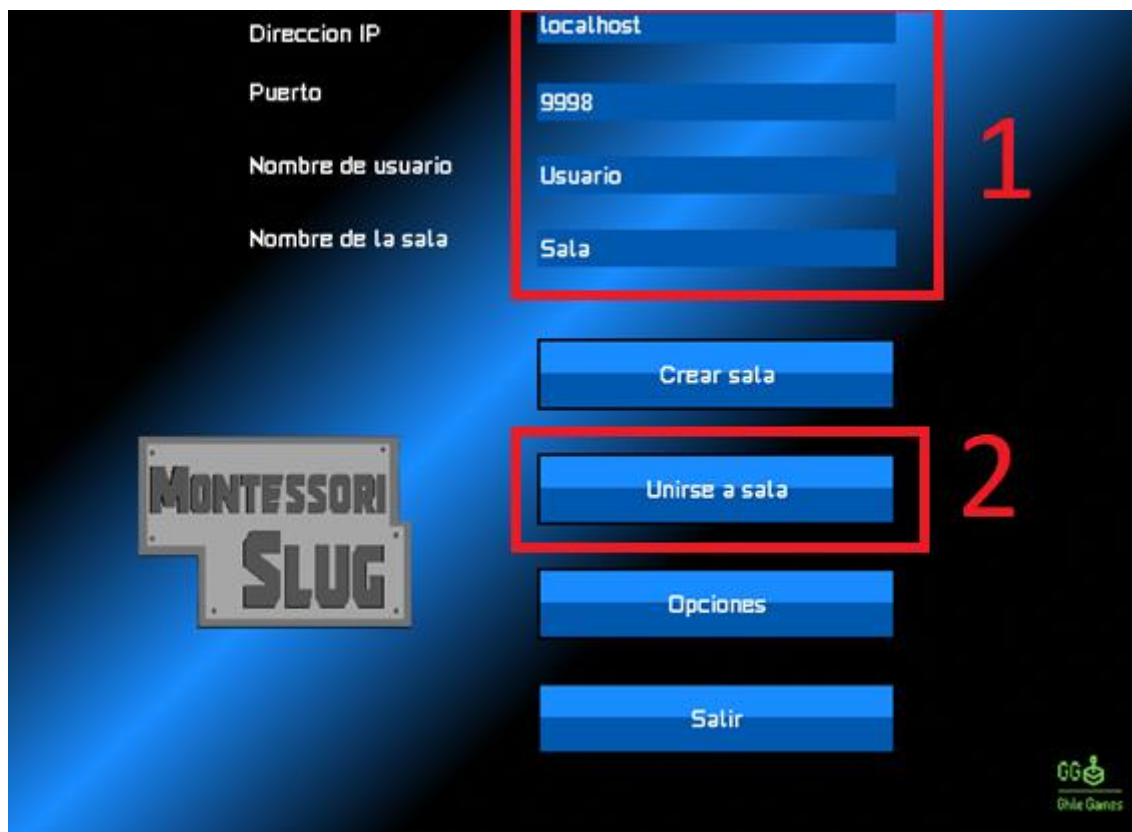 Direccion IP
localhost
Puerto
9998
Nombre de usuario
Usuario
Nombre de la sala
Sala
1
Crear sala
Unirse a sala
2
MONTESSORI
SLUG
Opciones
Salir
GG
Ghile Games